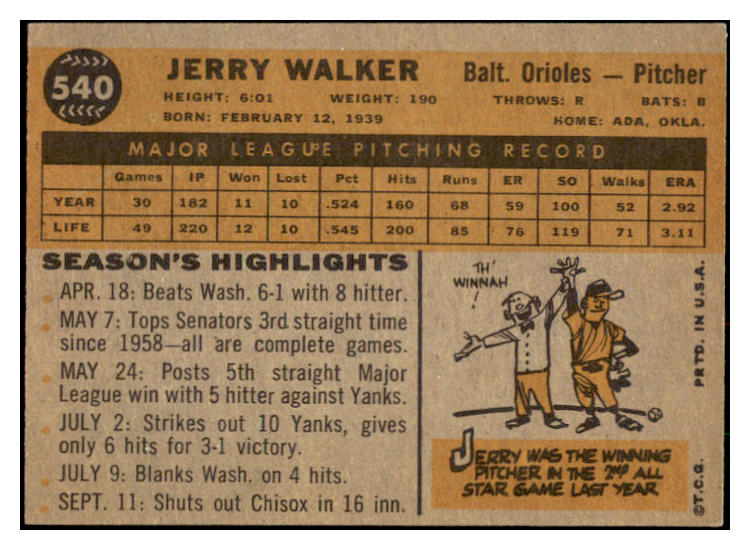 540
JERRY WALKER Balt. Orioles — Pitcher
HEIGHT: 6:01 WEIGHT: 190 THROWS: R BATS: B
BORN: FEBRUARY 12, 1939 HOME: ADA, OKLA.
MAJOR LEAGUE PITCHING RECORD
Games IP Won Lost Pct Hits Runs ER SO Walks ERA
YEAR 30 182 11 10 .524 160 68 59 100 52 2.92
LIFE 49 220 12 10 .545 200 85 76 119 71 3.11
SEASON'S HIGHLIGHTS
APR. 18: Beats Wash. 6-1 with 8 hitter.
MAY 7: Tops Senators 3rd straight time
since 1958—all are complete games.
MAY 24: Posts 5th straight Major
League win with 5 hitter against Yanks.
JULY 2: Strikes out 10 Yanks, gives
only 6 hits for 3-1 victory.
JULY 9: Blanks Wash. on 4 hits.
SEPT. 11: Shuts out Chisox in 16 inn.
TH'
WINNAH
!
JERRY WAS THE WINNING
PITCHER IN THE 2ND ALL
STAR GAME LAST YEAR.
©T.C.G. PRTD. IN U.S.A.